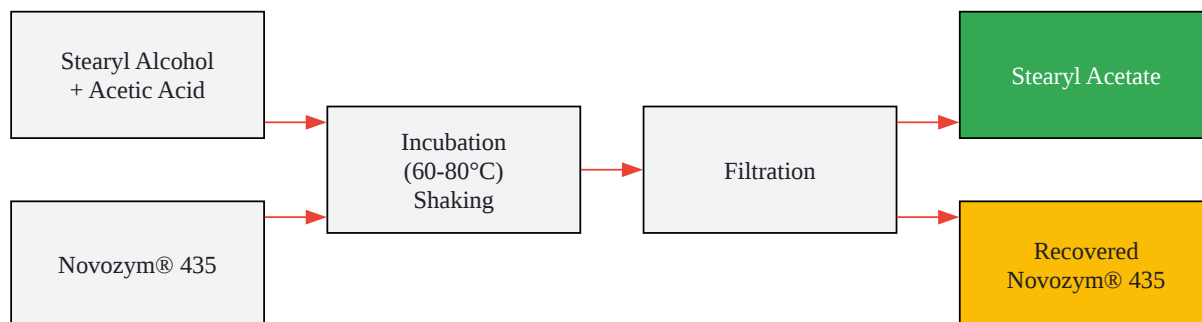 Stearyl Alcohol
+ Acetic Acid
Novozym® 435
Incubation
(60-80°C)
Shaking
Filtration
Stearyl Acetate
Recovered
Novozym® 435